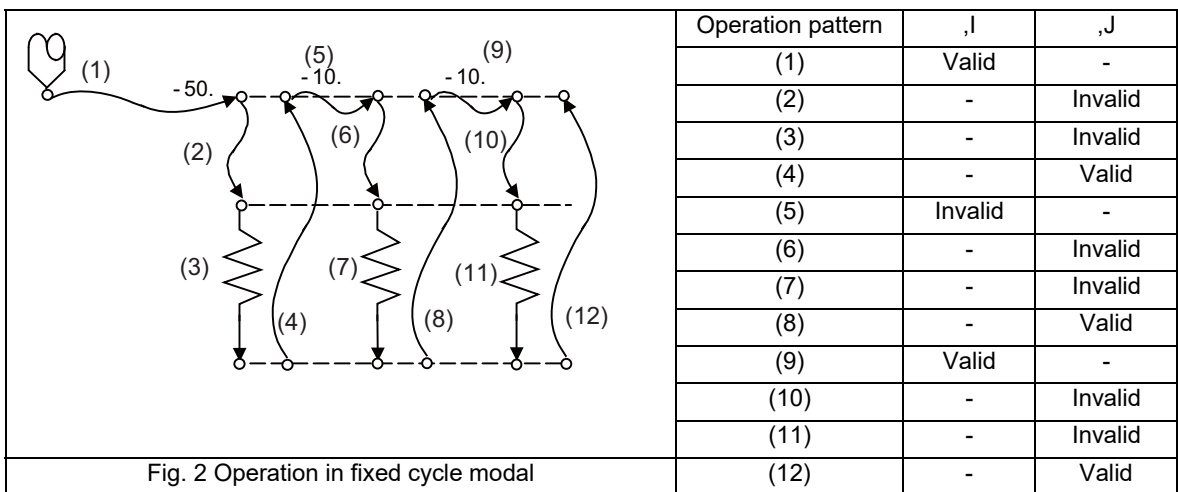 (1)
-50.
(5)
-10.
(9)
-10.
(2)
(6)
(10)
(3)
(7)
(11)
(4)
(8)
(12)
Fig. 2 Operation in fixed cycle modal
Operation pattern ,I ,J
(1) Valid -
(2) - Invalid
(3) - Invalid
(4) - Valid
(5) Invalid -
(6) - Invalid
(7) - Invalid
(8) - Valid
(9) Valid -
(10) - Invalid
(11) - Invalid
(12) - Valid